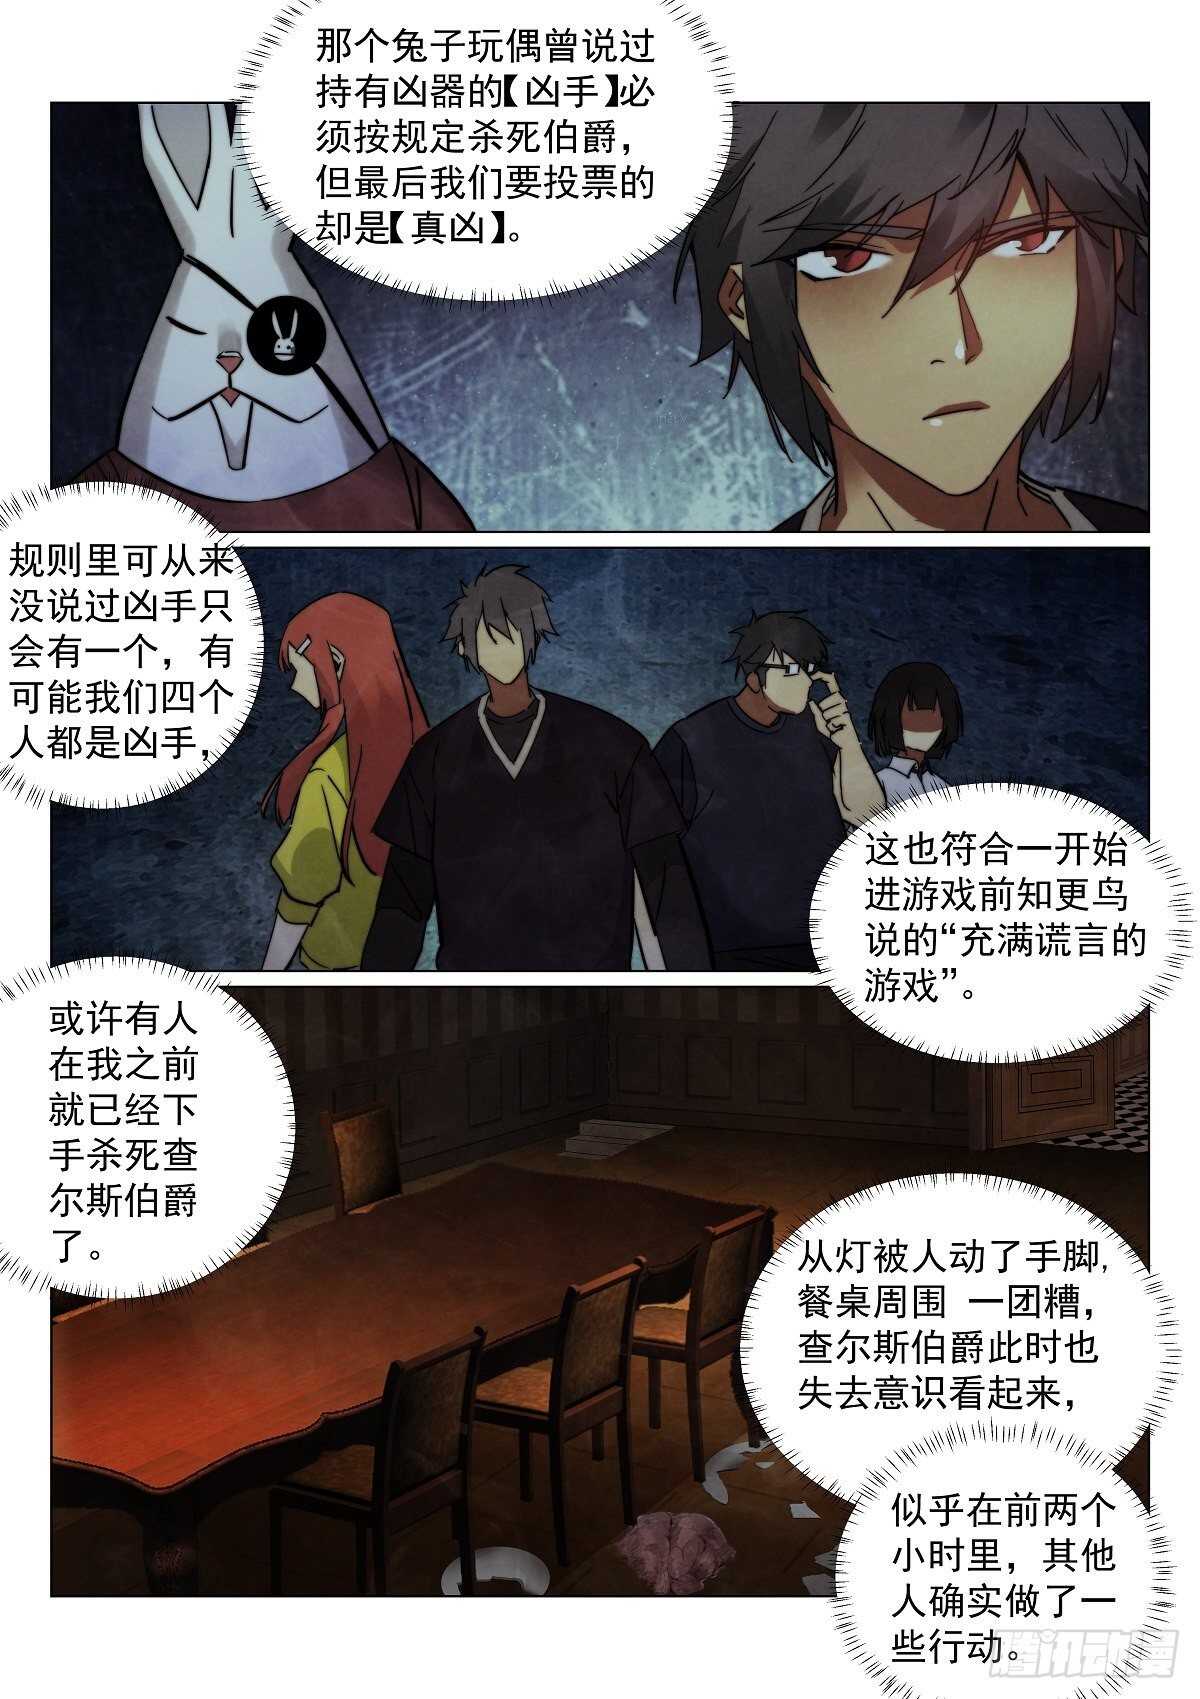 那个兔子玩偶曾说过
持有凶器的【凶手】必
须按规定杀死伯爵，
但最后我们要投票的
却是【真凶】。
规则里可从来
没说过凶手只
会有一个，有
可能我们四个
人都是凶手，
这也符合一开始
进游戏前知更鸟
说的“充满谎言的
游戏”。
或许有人
在我之前
就已经下
手杀死查
尔斯伯爵
了。
从灯被人动了手脚，
餐桌周围 一团糟，
查尔斯伯爵此时也
失去意识看起来，
似乎在前两个
小时里，其他
人确实做了一
些行动。
腾讯动漫